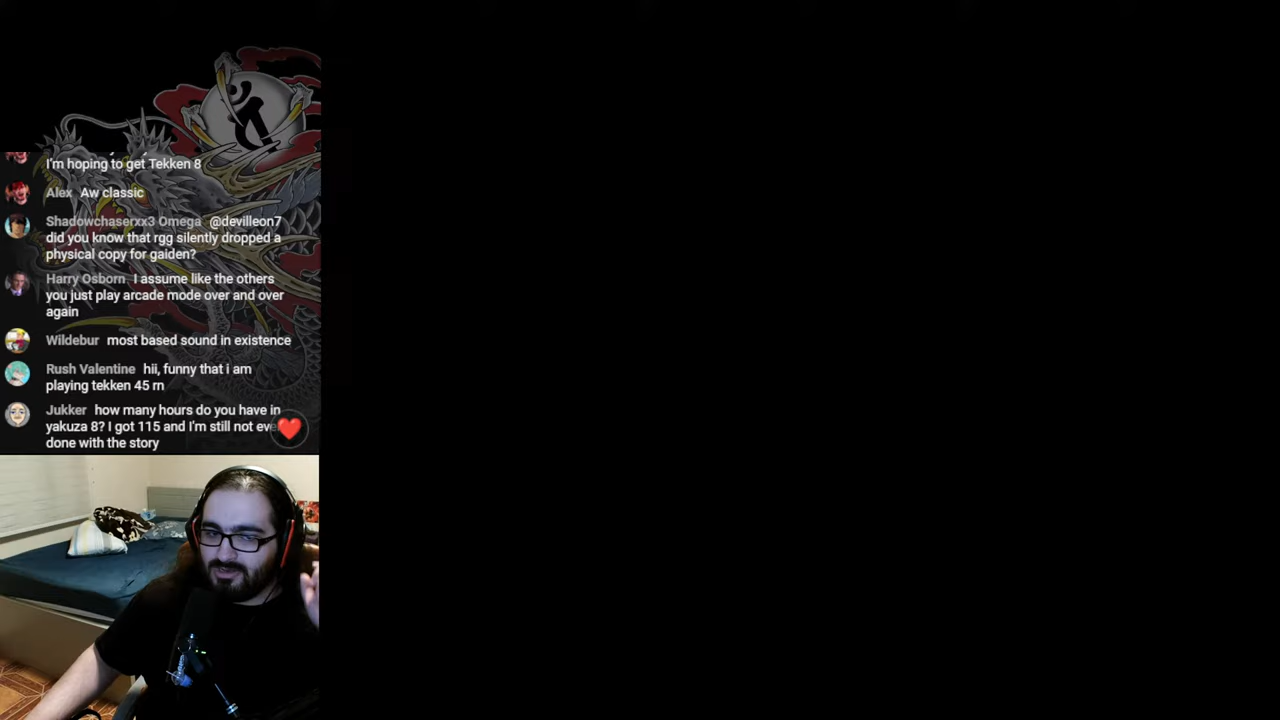 I'm hoping to get Tekken 8
Alex Aw classic
Shadowchaserxx3 Omega @devilleon7
did you know that rgg silently dropped a
physical copy for gaiden?
Harry Osborn I assume like the others
you just play arcade mode over and over
again
Wildebur most based sound in existence
Rush Valentine hii, funny that i am
playing tekken 45 rn
Jukker how many hours do you have in
yakuza 8? I got 115 and I'm still not
done with the story